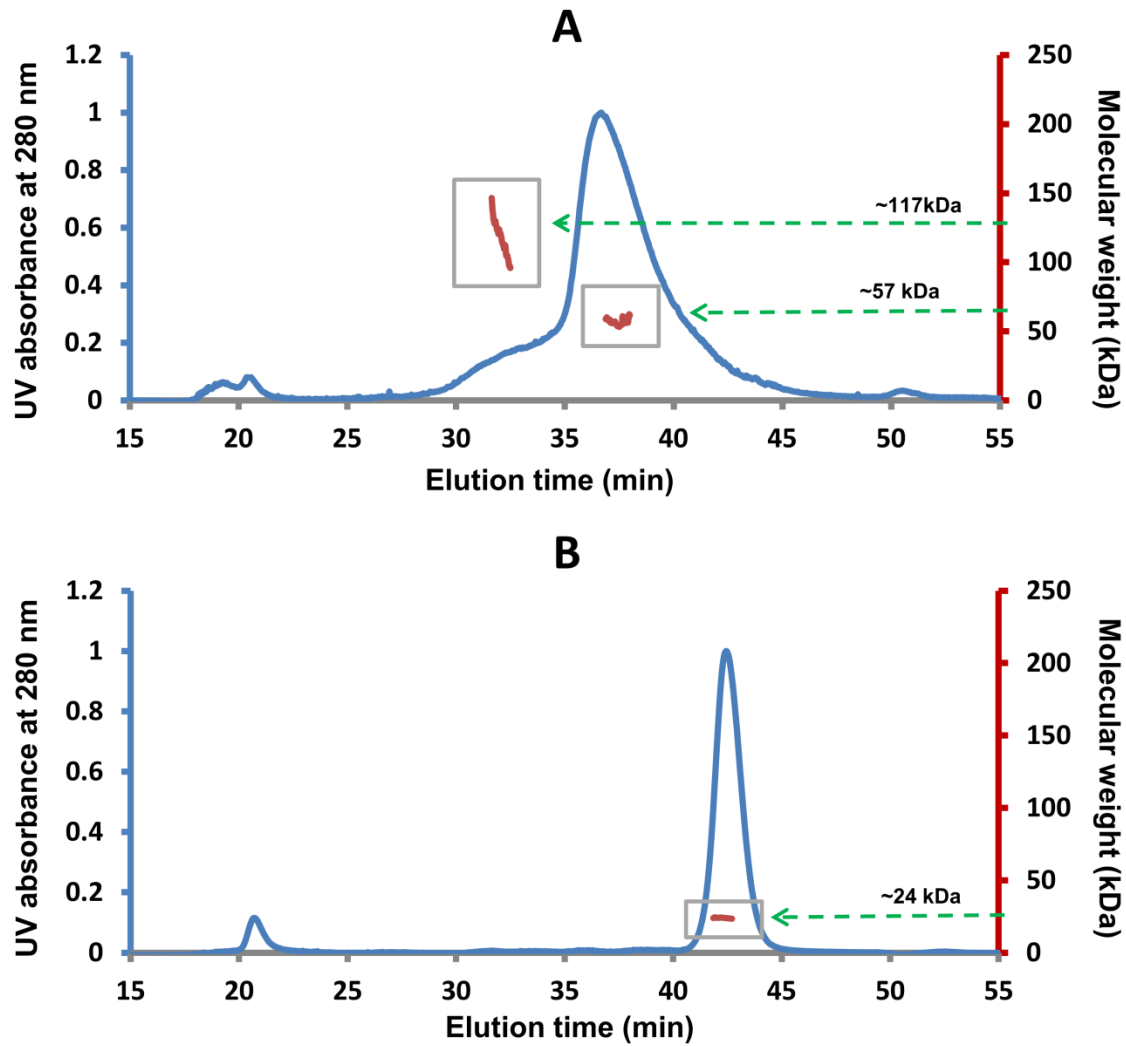 A
UV absorbance at 280 nm
1.2
1
0.8
0.6
0.4
0.2
0
250
200
150
100
50
0
Molecular weight (kDa)
~117kDa
~57 kDa
15 20 25 30 35 40 45 50 55
Elution time (min)
B
UV absorbance at 280 nm
1.2
1
0.8
0.6
0.4
0.2
0
250
200
150
100
50
0
Molecular weight (kDa)
~24 kDa
15 20 25 30 35 40 45 50 55
Elution time (min)